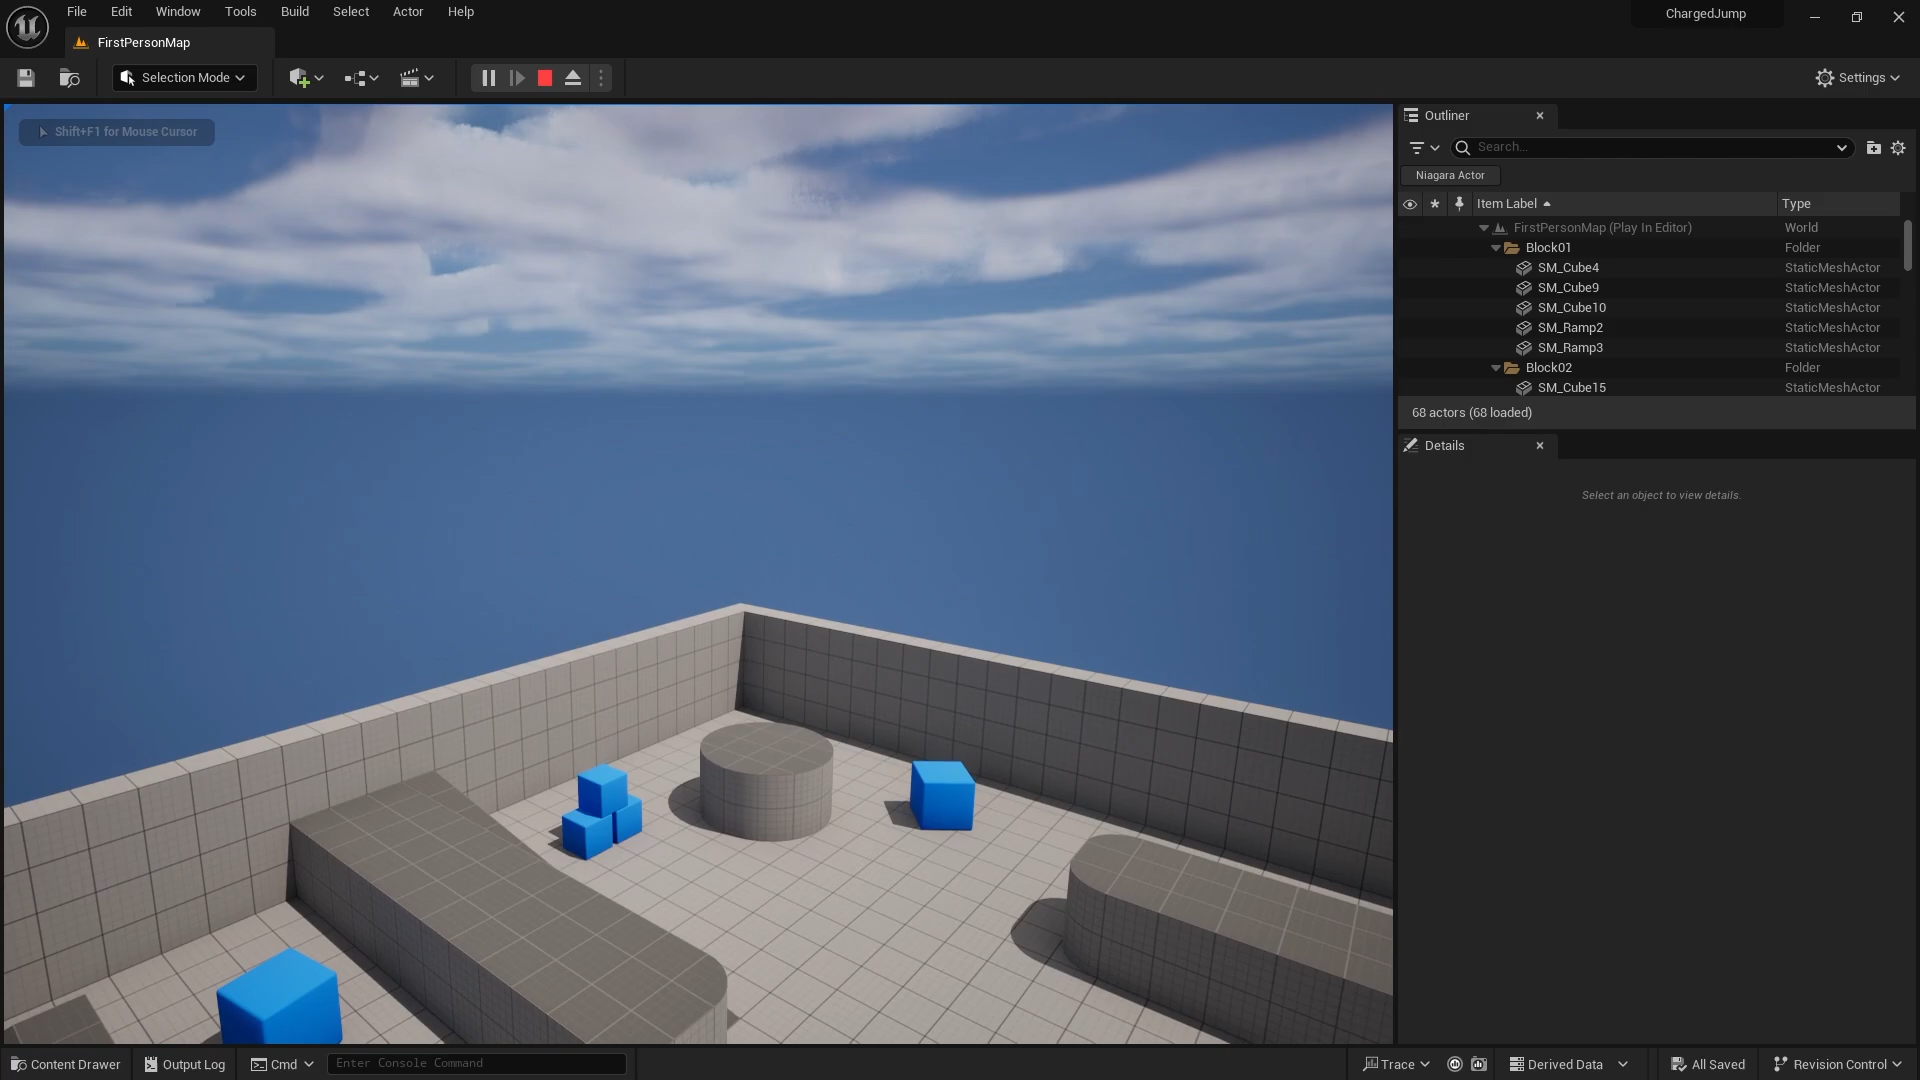 File Edit Window Tools Build Select Actor Help
ChargedJump
FirstPersonMap
Selection Mode
Settings
Shift+F1 for Mouse Cursor
Outliner
Search...
Niagara Actor
Item Label Type
FirstPersonMap (Play In Editor) World
Block01 Folder
SM_Cube4 StaticMeshActor
SM_Cube9 StaticMeshActor
SM_Cube10 StaticMeshActor
SM_Ramp2 StaticMeshActor
SM_Ramp3 StaticMeshActor
Block02 Folder
SM_Cube15 StaticMeshActor
68 actors (68 loaded)
Details
Select an object to view details.
Content Drawer Output Log Cmd Enter Console Command Trace Derived Data All Saved Revision Control